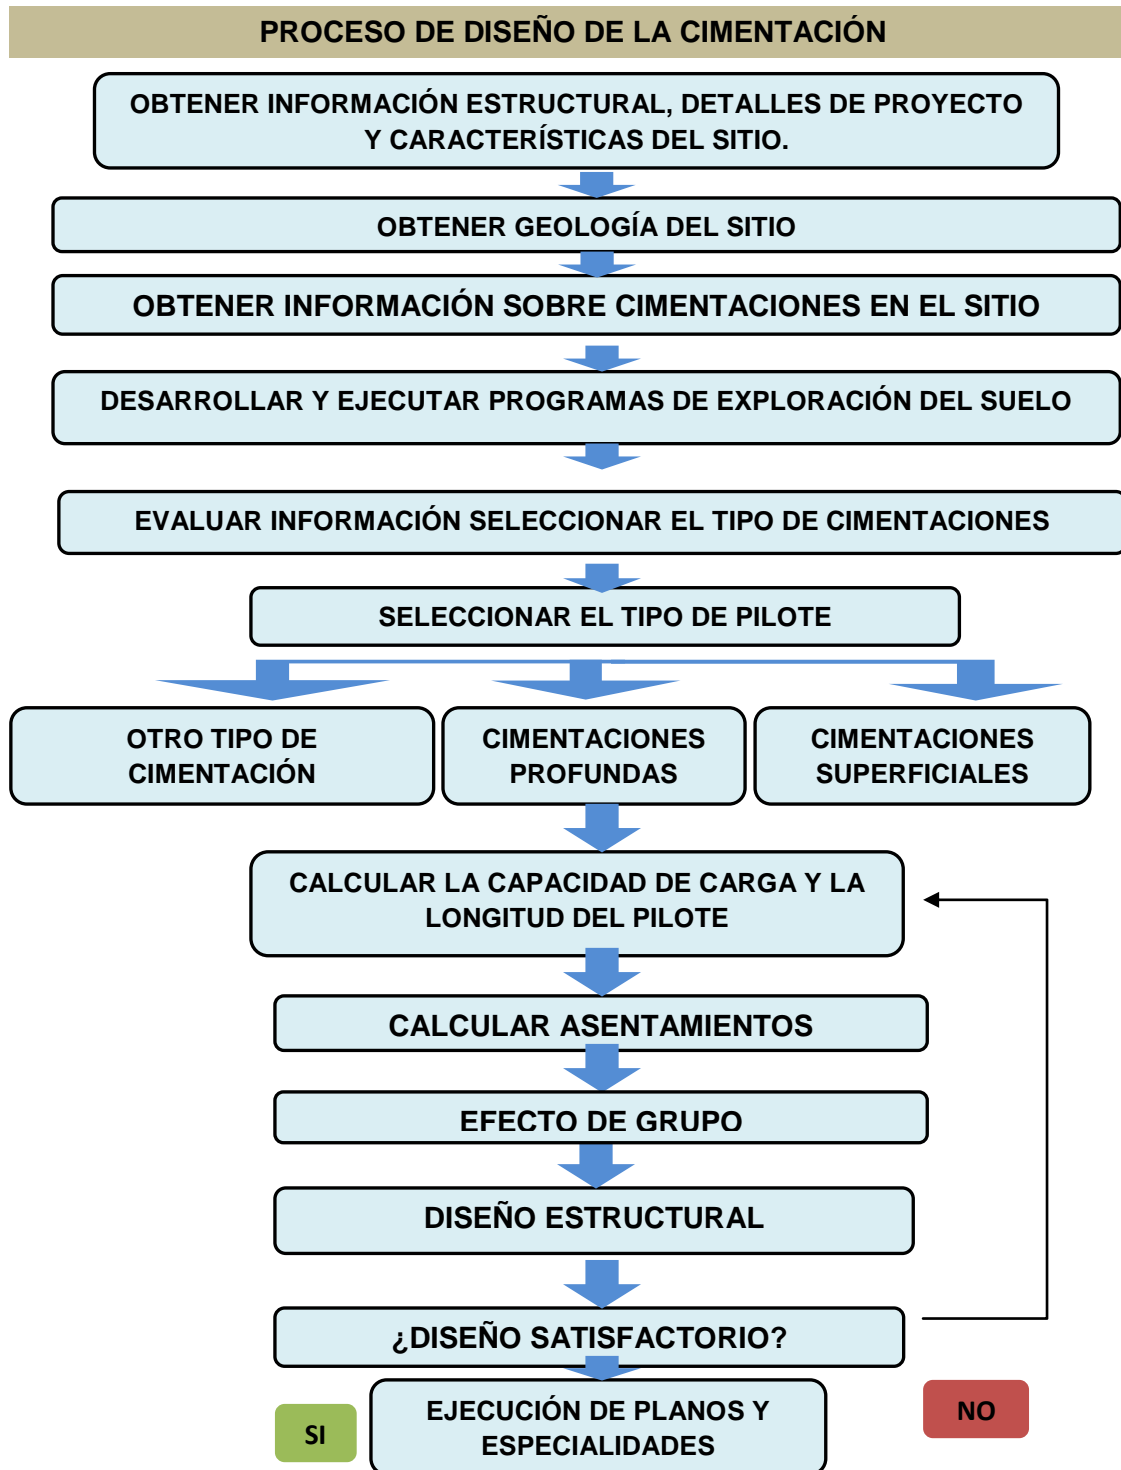 PROCESO DE DISEÑO DE LA CIMENTACIÓN
OBTENER INFORMACIÓN ESTRUCTURAL, DETALLES DE PROYECTO
Y CARACTERÍSTICAS DEL SITIO.
OBTENER GEOLOGÍA DEL SITIO
OBTENER INFORMACIÓN SOBRE CIMENTACIONES EN EL SITIO
DESARROLLAR Y EJECUTAR PROGRAMAS DE EXPLORACIÓN DEL SUELO
EVALUAR INFORMACIÓN SELECCIONAR EL TIPO DE CIMENTACIONES
SELECCIONAR EL TIPO DE PILOTE
OTRO TIPO DE
CIMENTACIÓN
CIMENTACIONES
PROFUNDAS
CIMENTACIONES
SUPERFICIALES
CALCULAR LA CAPACIDAD DE CARGA Y LA
LONGITUD DEL PILOTE
CALCULAR ASENTAMIENTOS
EFECTO DE GRUPO
DISEÑO ESTRUCTURAL
¿DISEÑO SATISFACTORIO?
SI
EJECUCIÓN DE PLANOS Y
ESPECIALIDADES
NO